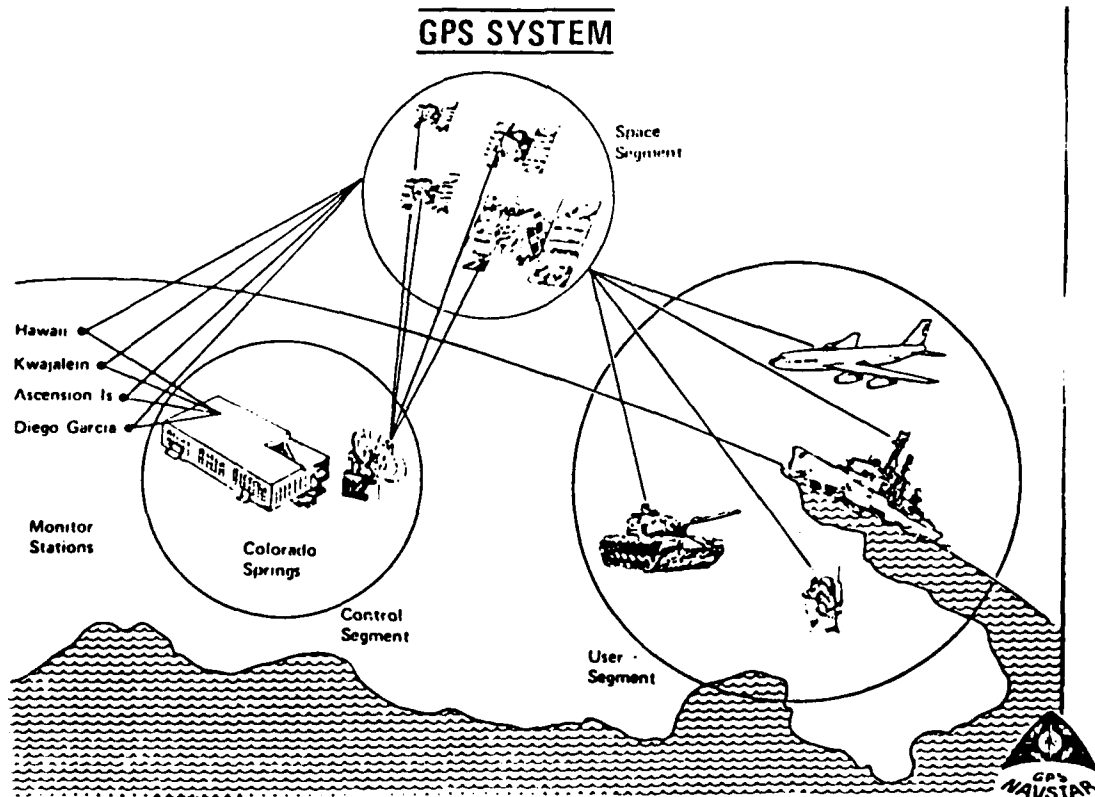 GPS SYSTEM
Space
Segment
Hawaii
Kwajalein
Ascension Is
Diego Garcia
Monitor
Stations
Colorado
Springs
Control
Segment
User
Segment
GPS
NAVSTAR